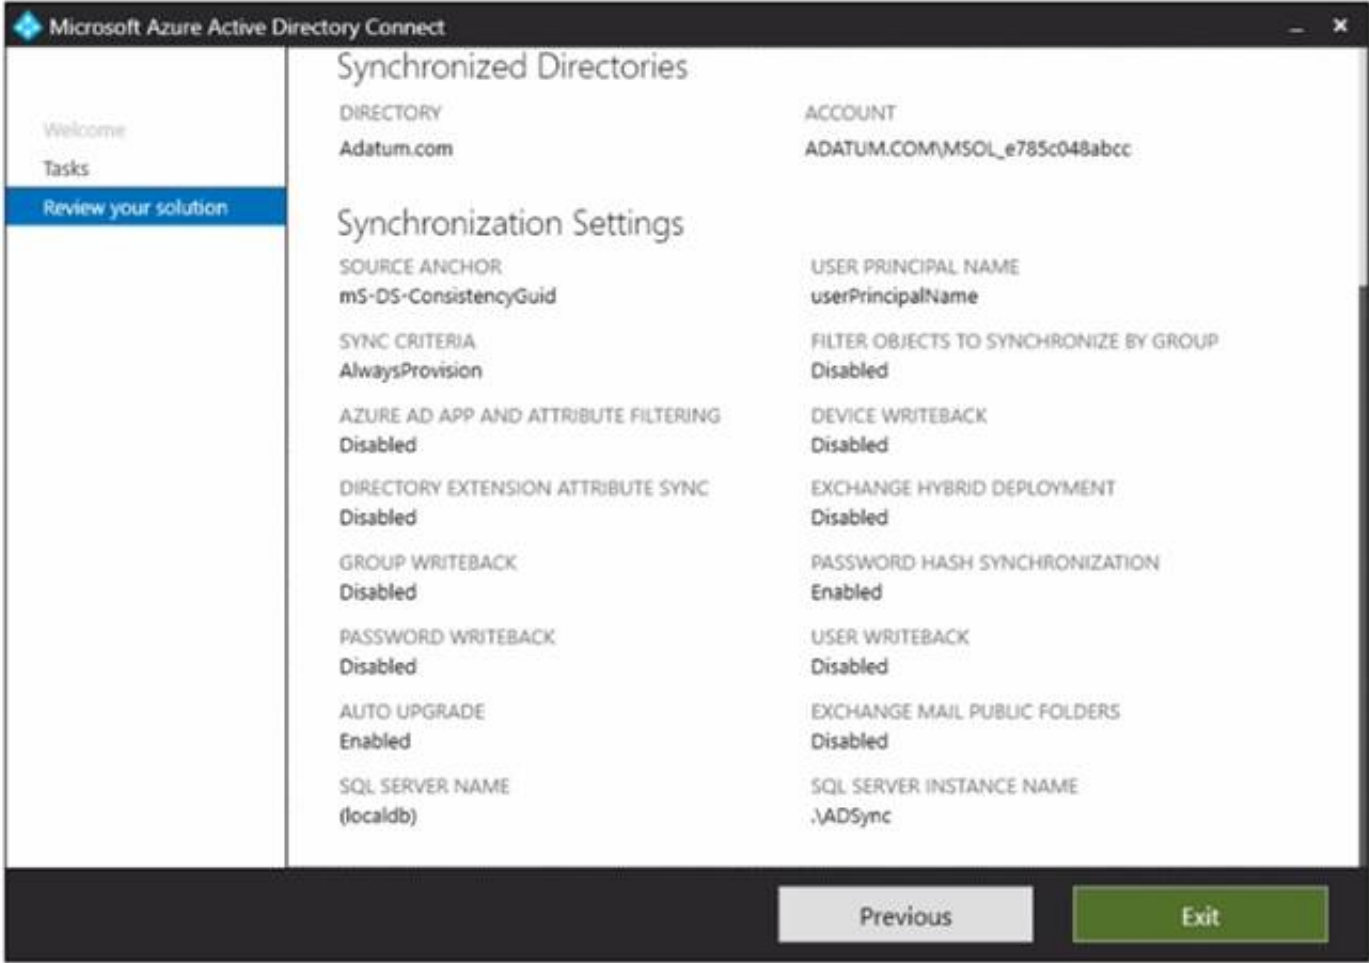 Microsoft Azure Active Directory Connect
Welcome
Tasks
Review your solution
Synchronized Directories
DIRECTORY
ACCOUNT
Adatum.com
ADATUM.COM\MSOL_e785c048abcc
Synchronization Settings
SOURCE ANCHOR
USER PRINCIPAL NAME
mS-DS-ConsistencyGuid
userPrincipalName
SYNC CRITERIA
FILTER OBJECTS TO SYNCHRONIZE BY GROUP
AlwaysProvision
Disabled
AZURE AD APP AND ATTRIBUTE FILTERING
DEVICE WRITEBACK
Disabled
Disabled
DIRECTORY EXTENSION ATTRIBUTE SYNC
EXCHANGE HYBRID DEPLOYMENT
Disabled
Disabled
GROUP WRITEBACK
PASSWORD HASH SYNCHRONIZATION
Disabled
Enabled
PASSWORD WRITEBACK
USER WRITEBACK
Disabled
Disabled
AUTO UPGRADE
EXCHANGE MAIL PUBLIC FOLDERS
Enabled
Disabled
SQL SERVER NAME
SQL SERVER INSTANCE NAME
(localdb)
.\ADSync
Previous
Exit